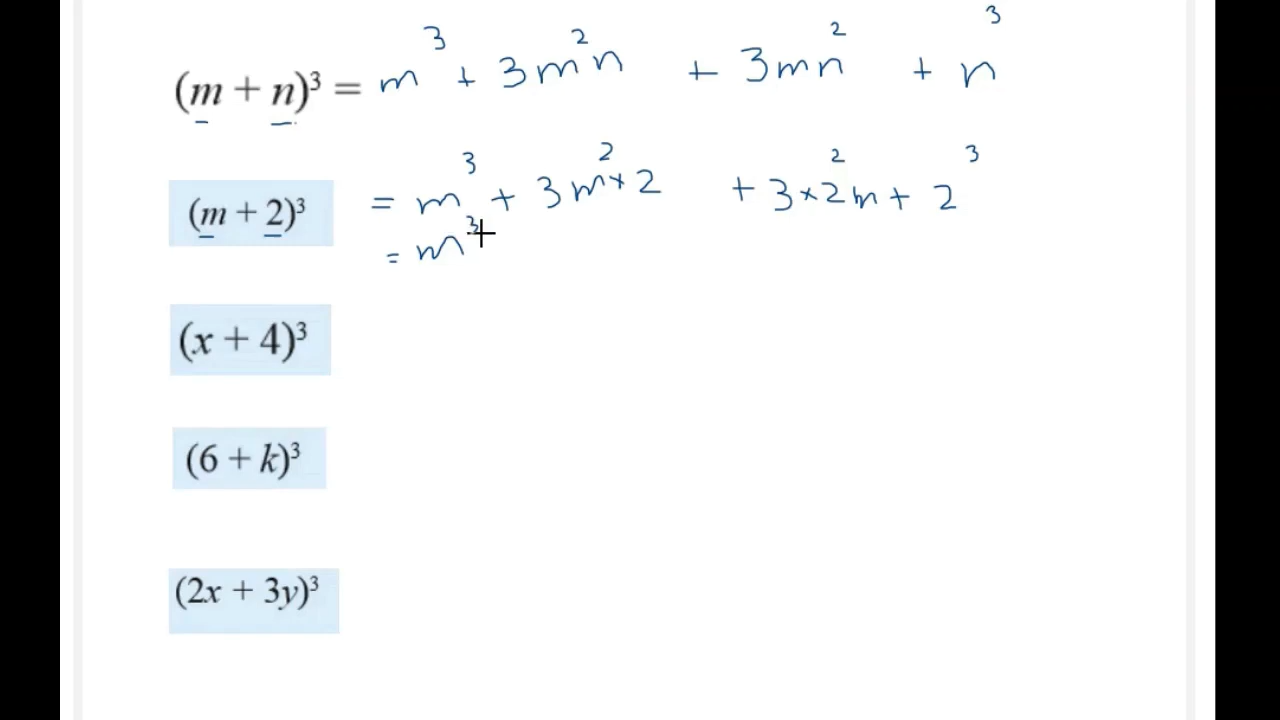 (m + n)³ = m³ + 3m²n + 3mn² + n³
(m + 2)³ = m³ + 3m² × 2 + 3 × 2²m + 2³
= m³
(x + 4)³
(6 + k)³
(2x + 3y)³